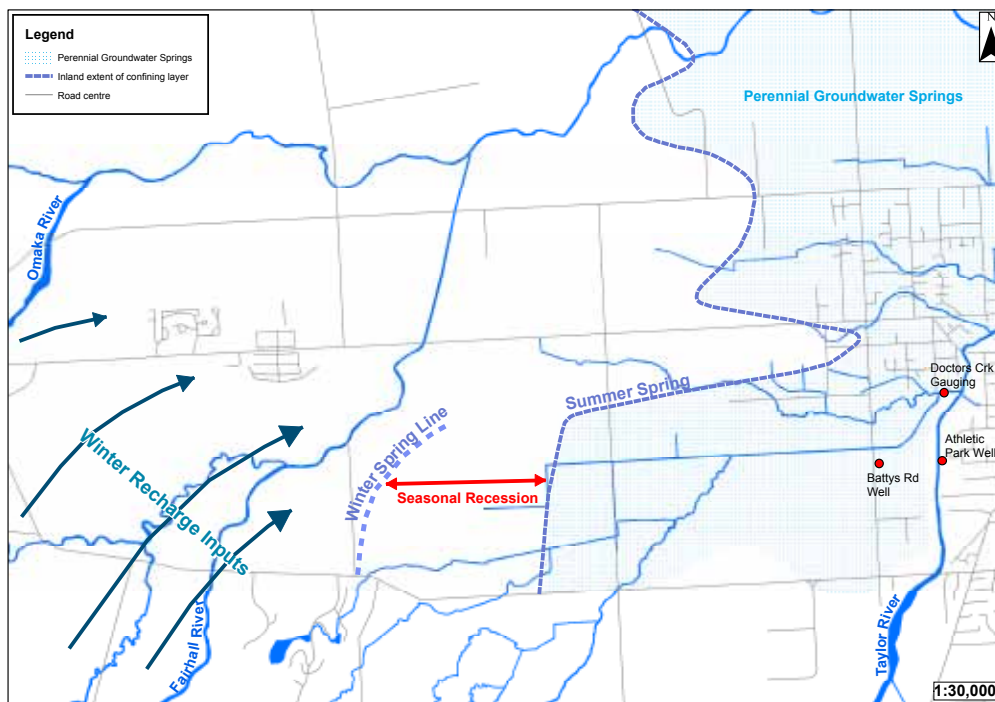 Legend
Perennial Groundwater Springs
Inland extent of confining layer
Road centre
N
Perennial Groundwater Springs
Omaka River
Doctors Crk
Gauging
Summer Spring
Winter Spring Line
Athletic
Park Well
Winter Recharge Inputs
Seasonal Recession
Battys Rd
Well
Fairhall River
Taylor River
1:30,000